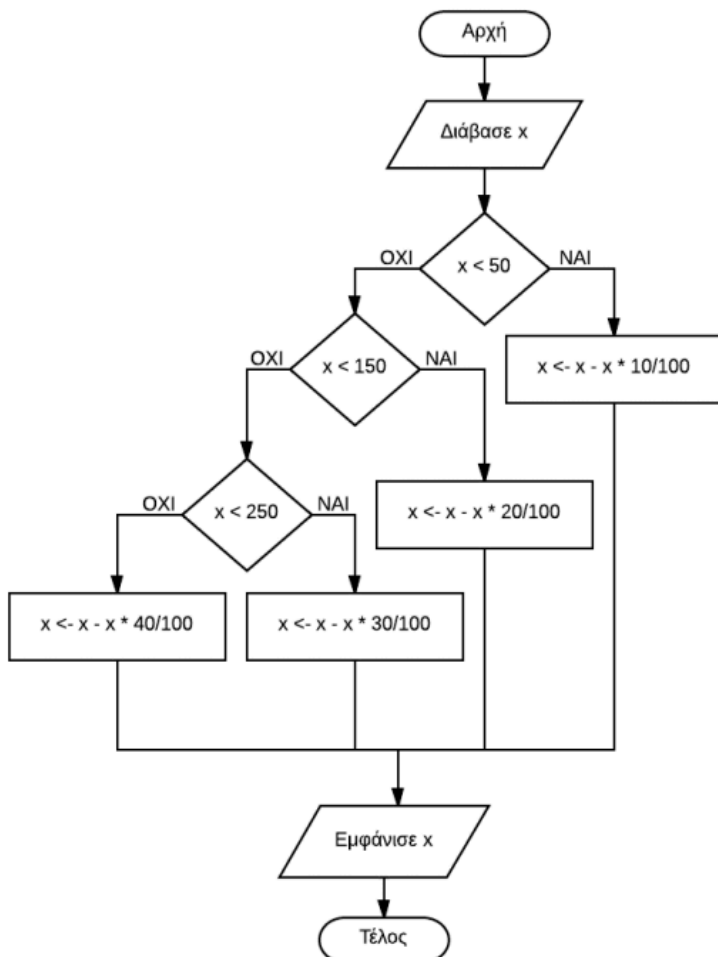 Αρχή
Διάβασε x
x < 50
ΟΧΙ
ΝΑΙ
x <- x - x * 10/100
x < 150
ΟΧΙ
ΝΑΙ
x <- x - x * 20/100
x < 250
ΟΧΙ
ΝΑΙ
x <- x - x * 40/100
x <- x - x * 30/100
Εμφάνισε x
Τέλος